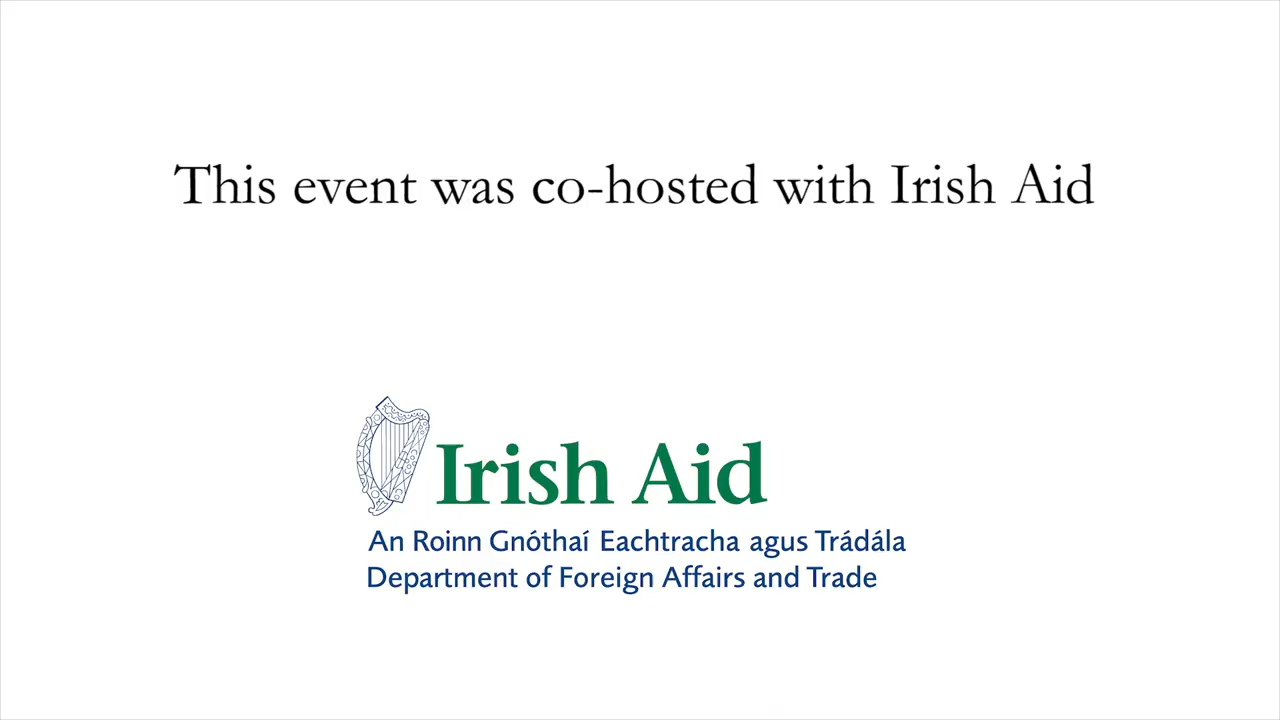 This event was co-hosted with Irish Aid
Irish Aid
An Roinn Gnóthaí Eachtracha agus Trádála
Department of Foreign Affairs and Trade